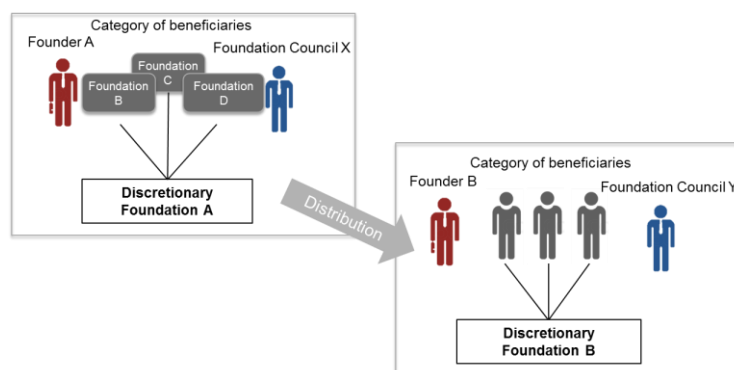 Category of beneficiaries
Founder A
Foundation Council X
Foundation
C
Foundation
B
Foundation
D
Discretionary
Foundation A
Distribution
Category of beneficiaries
Founder B
Foundation Council Y
Discretionary
Foundation B